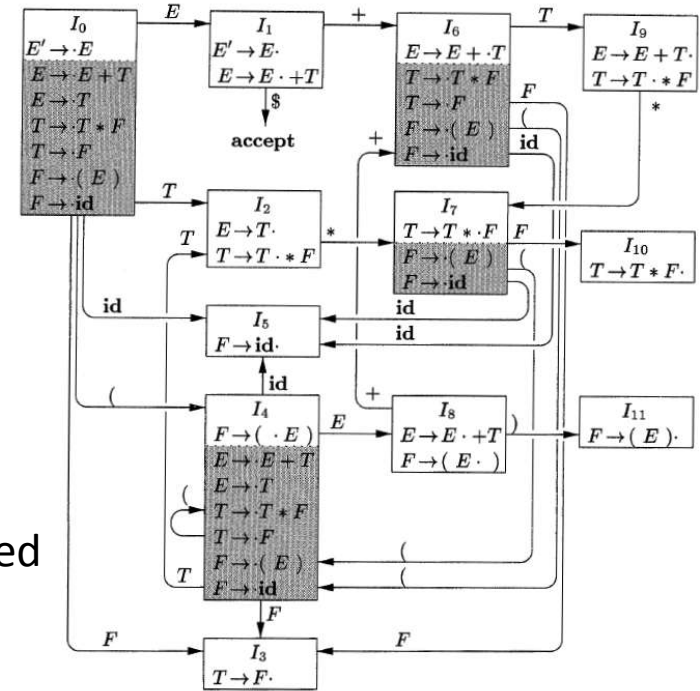 I₀
E' → ·E
E → ·E + T
E → ·T
T → ·T * F
T → ·F
F → ·( E )
F → ·id
E
I₁
E' → E·
E → E · +T
$
accept
+
I₆
E → E + ·T
T → ·T * F
T → ·F
F → ·( E )
F → ·id
T
I₉
E → E + T·
T → T · * F
*
F
(
id
+
T
I₂
E → T·
T → T · * F
*
I₇
T → T * ·F
F → ·( E )
F → ·id
F
(
I₁₀
T → T * F·
T
id
I₅
F → id·
id
id
id
(
I₄
F → ( · E )
E → ·E + T
E → ·T
T → ·T * F
T → ·F
F → ·( E )
F → ·id
(
T
E
+
I₈
E → E · +T
F → ( E · )
)
I₁₁
F → ( E )·
ed
(
(
F
F
I₃
T → F·
F